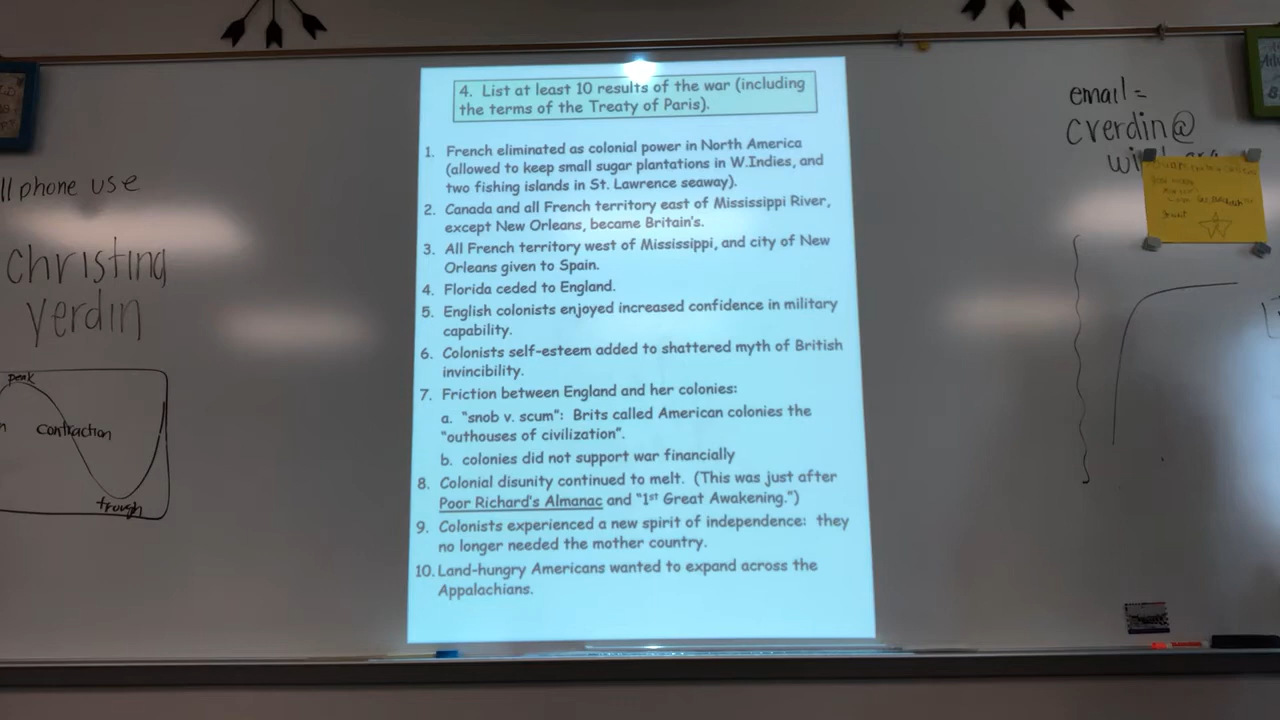 4. List at least 10 results of the war (including
the terms of the Treaty of Paris).
1. French eliminated as colonial power in North America
(allowed to keep small sugar plantations in W.Indies, and
two fishing islands in St. Lawrence seaway).
2. Canada and all French territory east of Mississippi River,
except New Orleans, became Britain's.
3. All French territory west of Mississippi, and city of New
Orleans given to Spain.
4. Florida ceded to England.
5. English colonists enjoyed increased confidence in military
capability.
6. Colonists self-esteem added to shattered myth of British
invincibility.
7. Friction between England and her colonies:
a. "snob v. scum": Brits called American colonies the
"outhouses of civilization".
b. colonies did not support war financially
8. Colonial disunity continued to melt. (This was just after
Poor Richard's Almanac and "1st Great Awakening.")
9. Colonists experienced a new spirit of independence: they
no longer needed the mother country.
10. Land-hungry Americans wanted to expand across the
Appalachians.
ll phone use
christing
verdin
peak
contraction
trough
email =
cverdin@